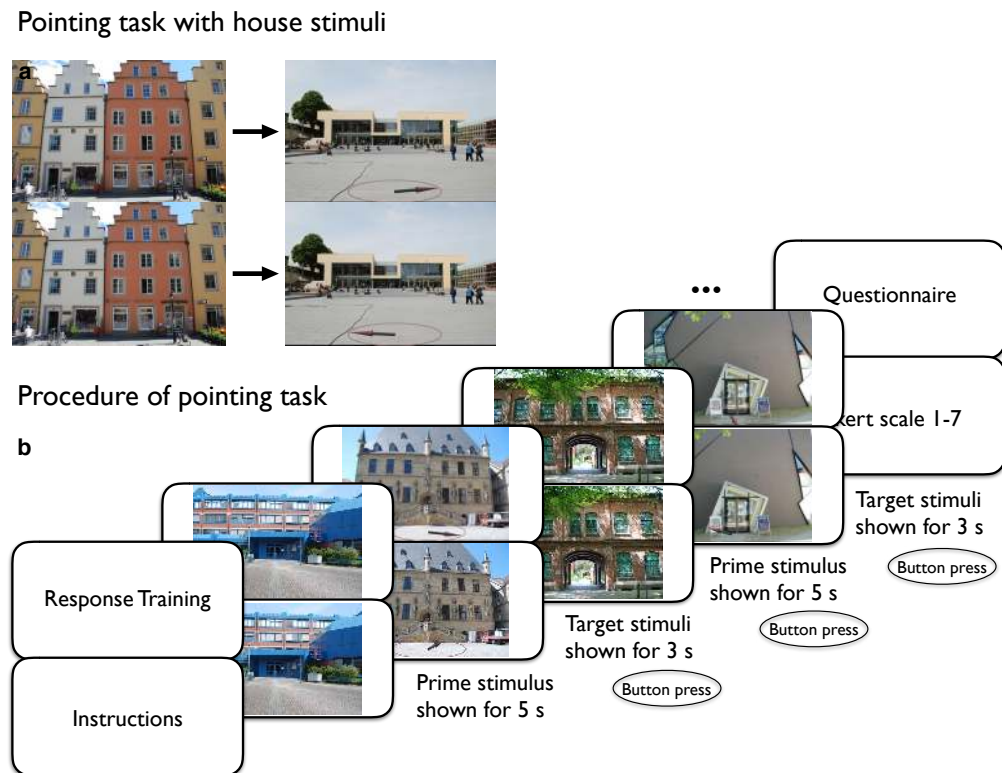 Pointing task with house stimuli
a
Procedure of pointing task
b
Questionnaire
kert scale 1-7
Response Training
Instructions
Prime stimulus
shown for 5 s
Target stimuli
shown for 3 s
Button press
Prime stimulus
shown for 5 s
Button press
Target stimuli
shown for 3 s
Button press
...